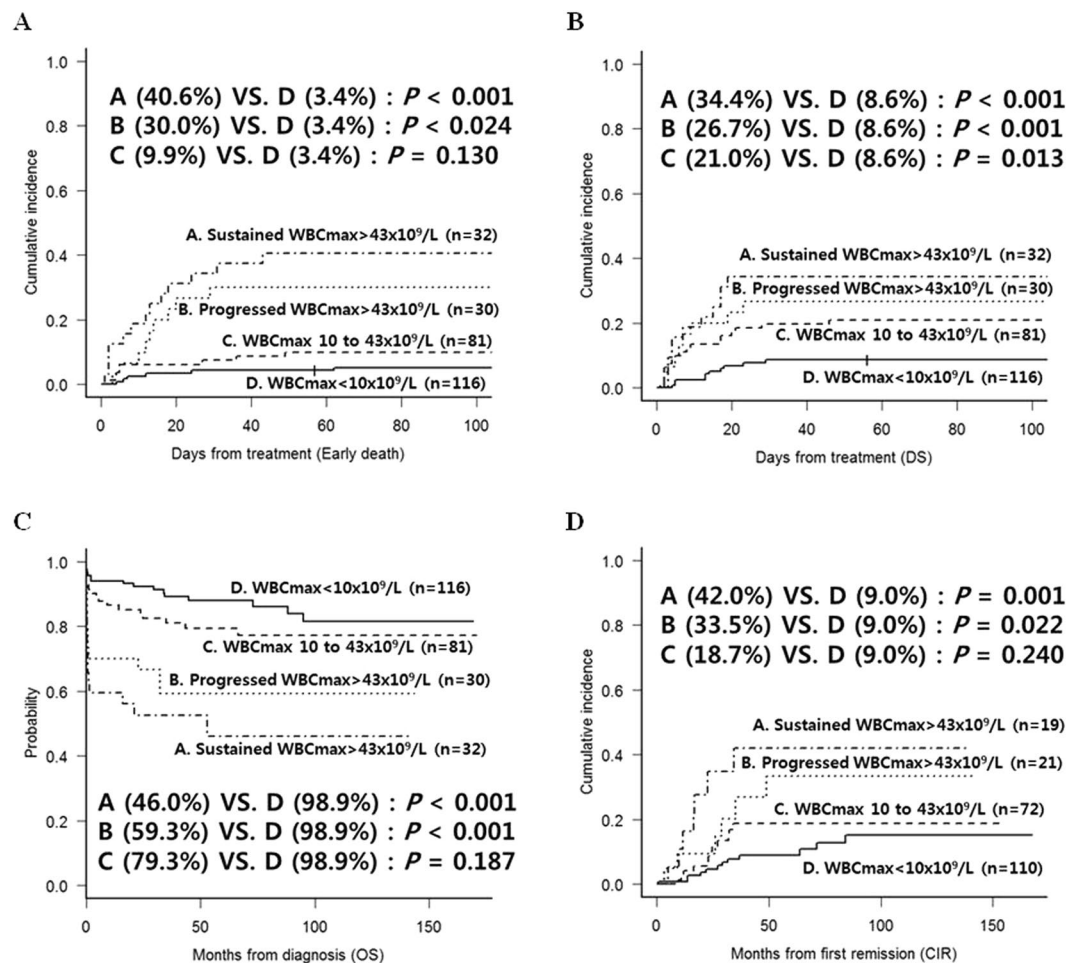 A
1.0
0.8
0.6
0.4
0.2
0.0
Cumulative incidence
A (40.6%) VS. D (3.4%) : P < 0.001
B (30.0%) VS. D (3.4%) : P < 0.024
C (9.9%) VS. D (3.4%) : P = 0.130
A. Sustained WBCmax>43x10⁹/L (n=32)
B. Progressed WBCmax>43x10⁹/L (n=30)
C. WBCmax 10 to 43x10⁹/L (n=81)
D. WBCmax<10x10⁹/L (n=116)
0 20 40 60 80 100
Days from treatment (Early death)
B
1.0
0.8
0.6
0.4
0.2
0.0
Cumulative incidence
A (34.4%) VS. D (8.6%) : P < 0.001
B (26.7%) VS. D (8.6%) : P < 0.001
C (21.0%) VS. D (8.6%) : P = 0.013
A. Sustained WBCmax>43x10⁹/L (n=32)
B. Progressed WBCmax>43x10⁹/L (n=30)
C. WBCmax 10 to 43x10⁹/L (n=81)
D. WBCmax<10x10⁹/L (n=116)
0 20 40 60 80 100
Days from treatment (DS)
C
1.0
0.8
0.6
0.4
0.2
0.0
Probability
D. WBCmax<10x10⁹/L (n=116)
C. WBCmax 10 to 43x10⁹/L (n=81)
B. Progressed WBCmax>43x10⁹/L (n=30)
A. Sustained WBCmax>43x10⁹/L (n=32)
A (46.0%) VS. D (98.9%) : P < 0.001
B (59.3%) VS. D (98.9%) : P < 0.001
C (79.3%) VS. D (98.9%) : P = 0.187
0 50 100 150
Months from diagnosis (OS)
D
1.0
0.8
0.6
0.4
0.2
0.0
Cumulative incidence
A (42.0%) VS. D (9.0%) : P = 0.001
B (33.5%) VS. D (9.0%) : P = 0.022
C (18.7%) VS. D (9.0%) : P = 0.240
A. Sustained WBCmax>43x10⁹/L (n=19)
B. Progressed WBCmax>43x10⁹/L (n=21)
C. WBCmax 10 to 43x10⁹/L (n=72)
D. WBCmax<10x10⁹/L (n=110)
0 50 100 150
Months from first remission (CIR)